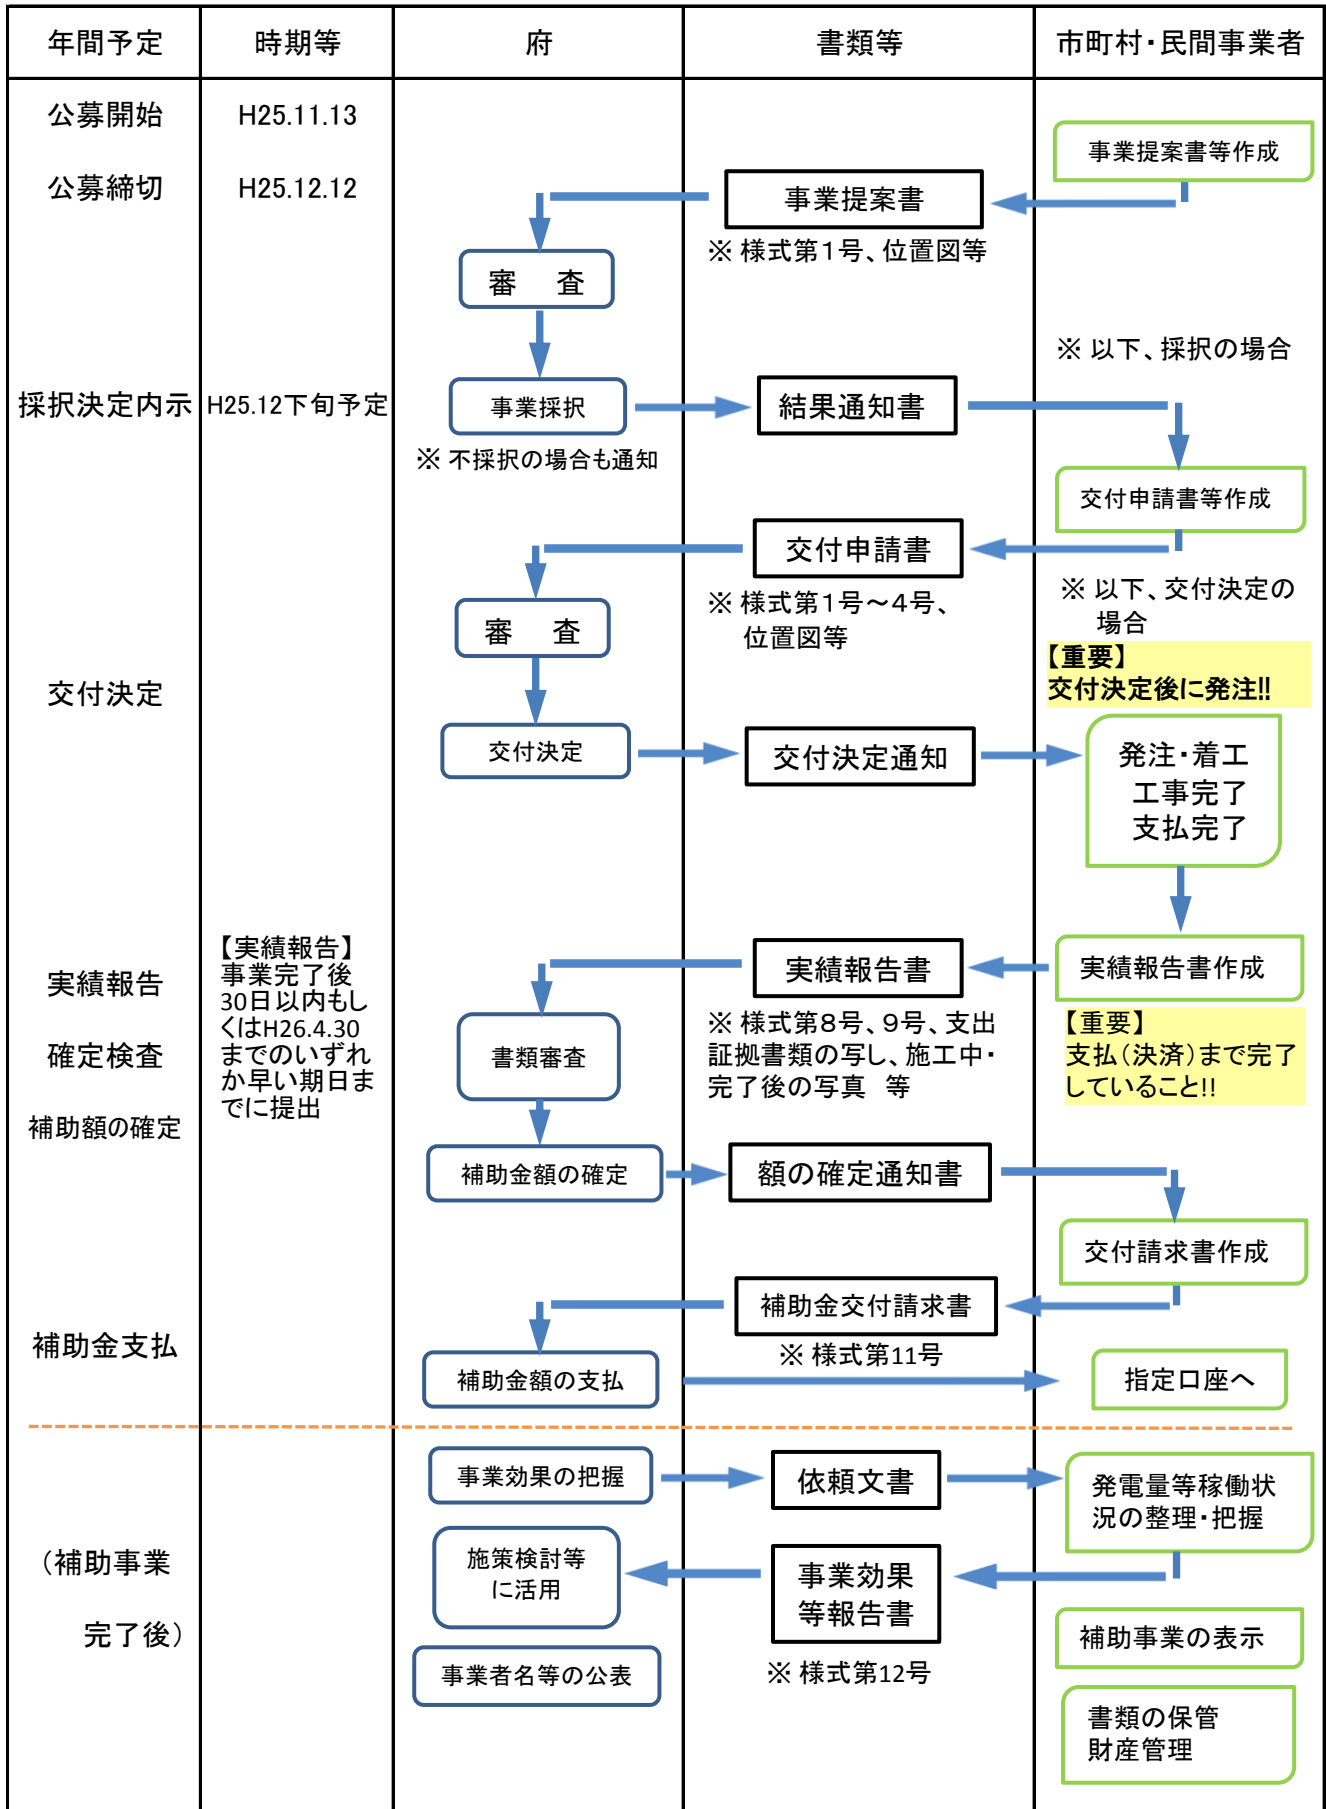 年間予定
時期等
府
書類等
市町村・民間事業者
公募開始
H25.11.13
事業提案書等作成
公募締切
H25.12.12
事業提案書
※ 様式第1号、位置図等
審　査
※ 以下、採択の場合
採択決定内示
H25.12下旬予定
事業採択
結果通知書
※ 不採択の場合も通知
交付申請書等作成
交付申請書
※ 様式第1号～4号、
位置図等
※ 以下、交付決定の
場合
審　査
【重要】
交付決定後に発注!!
交付決定
交付決定
交付決定通知
発注・着工
工事完了
支払完了
実績報告
【実績報告】
事業完了後
30日以内もし
くはH26.4.30
までのいずれ
か早い期日ま
でに提出
実績報告書
実績報告書作成
確定検査
書類審査
※ 様式第8号、9号、支出
証拠書類の写し、施工中・
完了後の写真　等
【重要】
支払(決済)まで完了
していること!!
補助額の確定
補助金額の確定
額の確定通知書
交付請求書作成
補助金交付請求書
※ 様式第11号
補助金支払
補助金額の支払
指定口座へ
事業効果の把握
依頼文書
発電量等稼働状
況の整理・把握
(補助事業
完了後)
施策検討等
に活用
事業効果
等報告書
※ 様式第12号
補助事業の表示
事業者名等の公表
書類の保管
財産管理